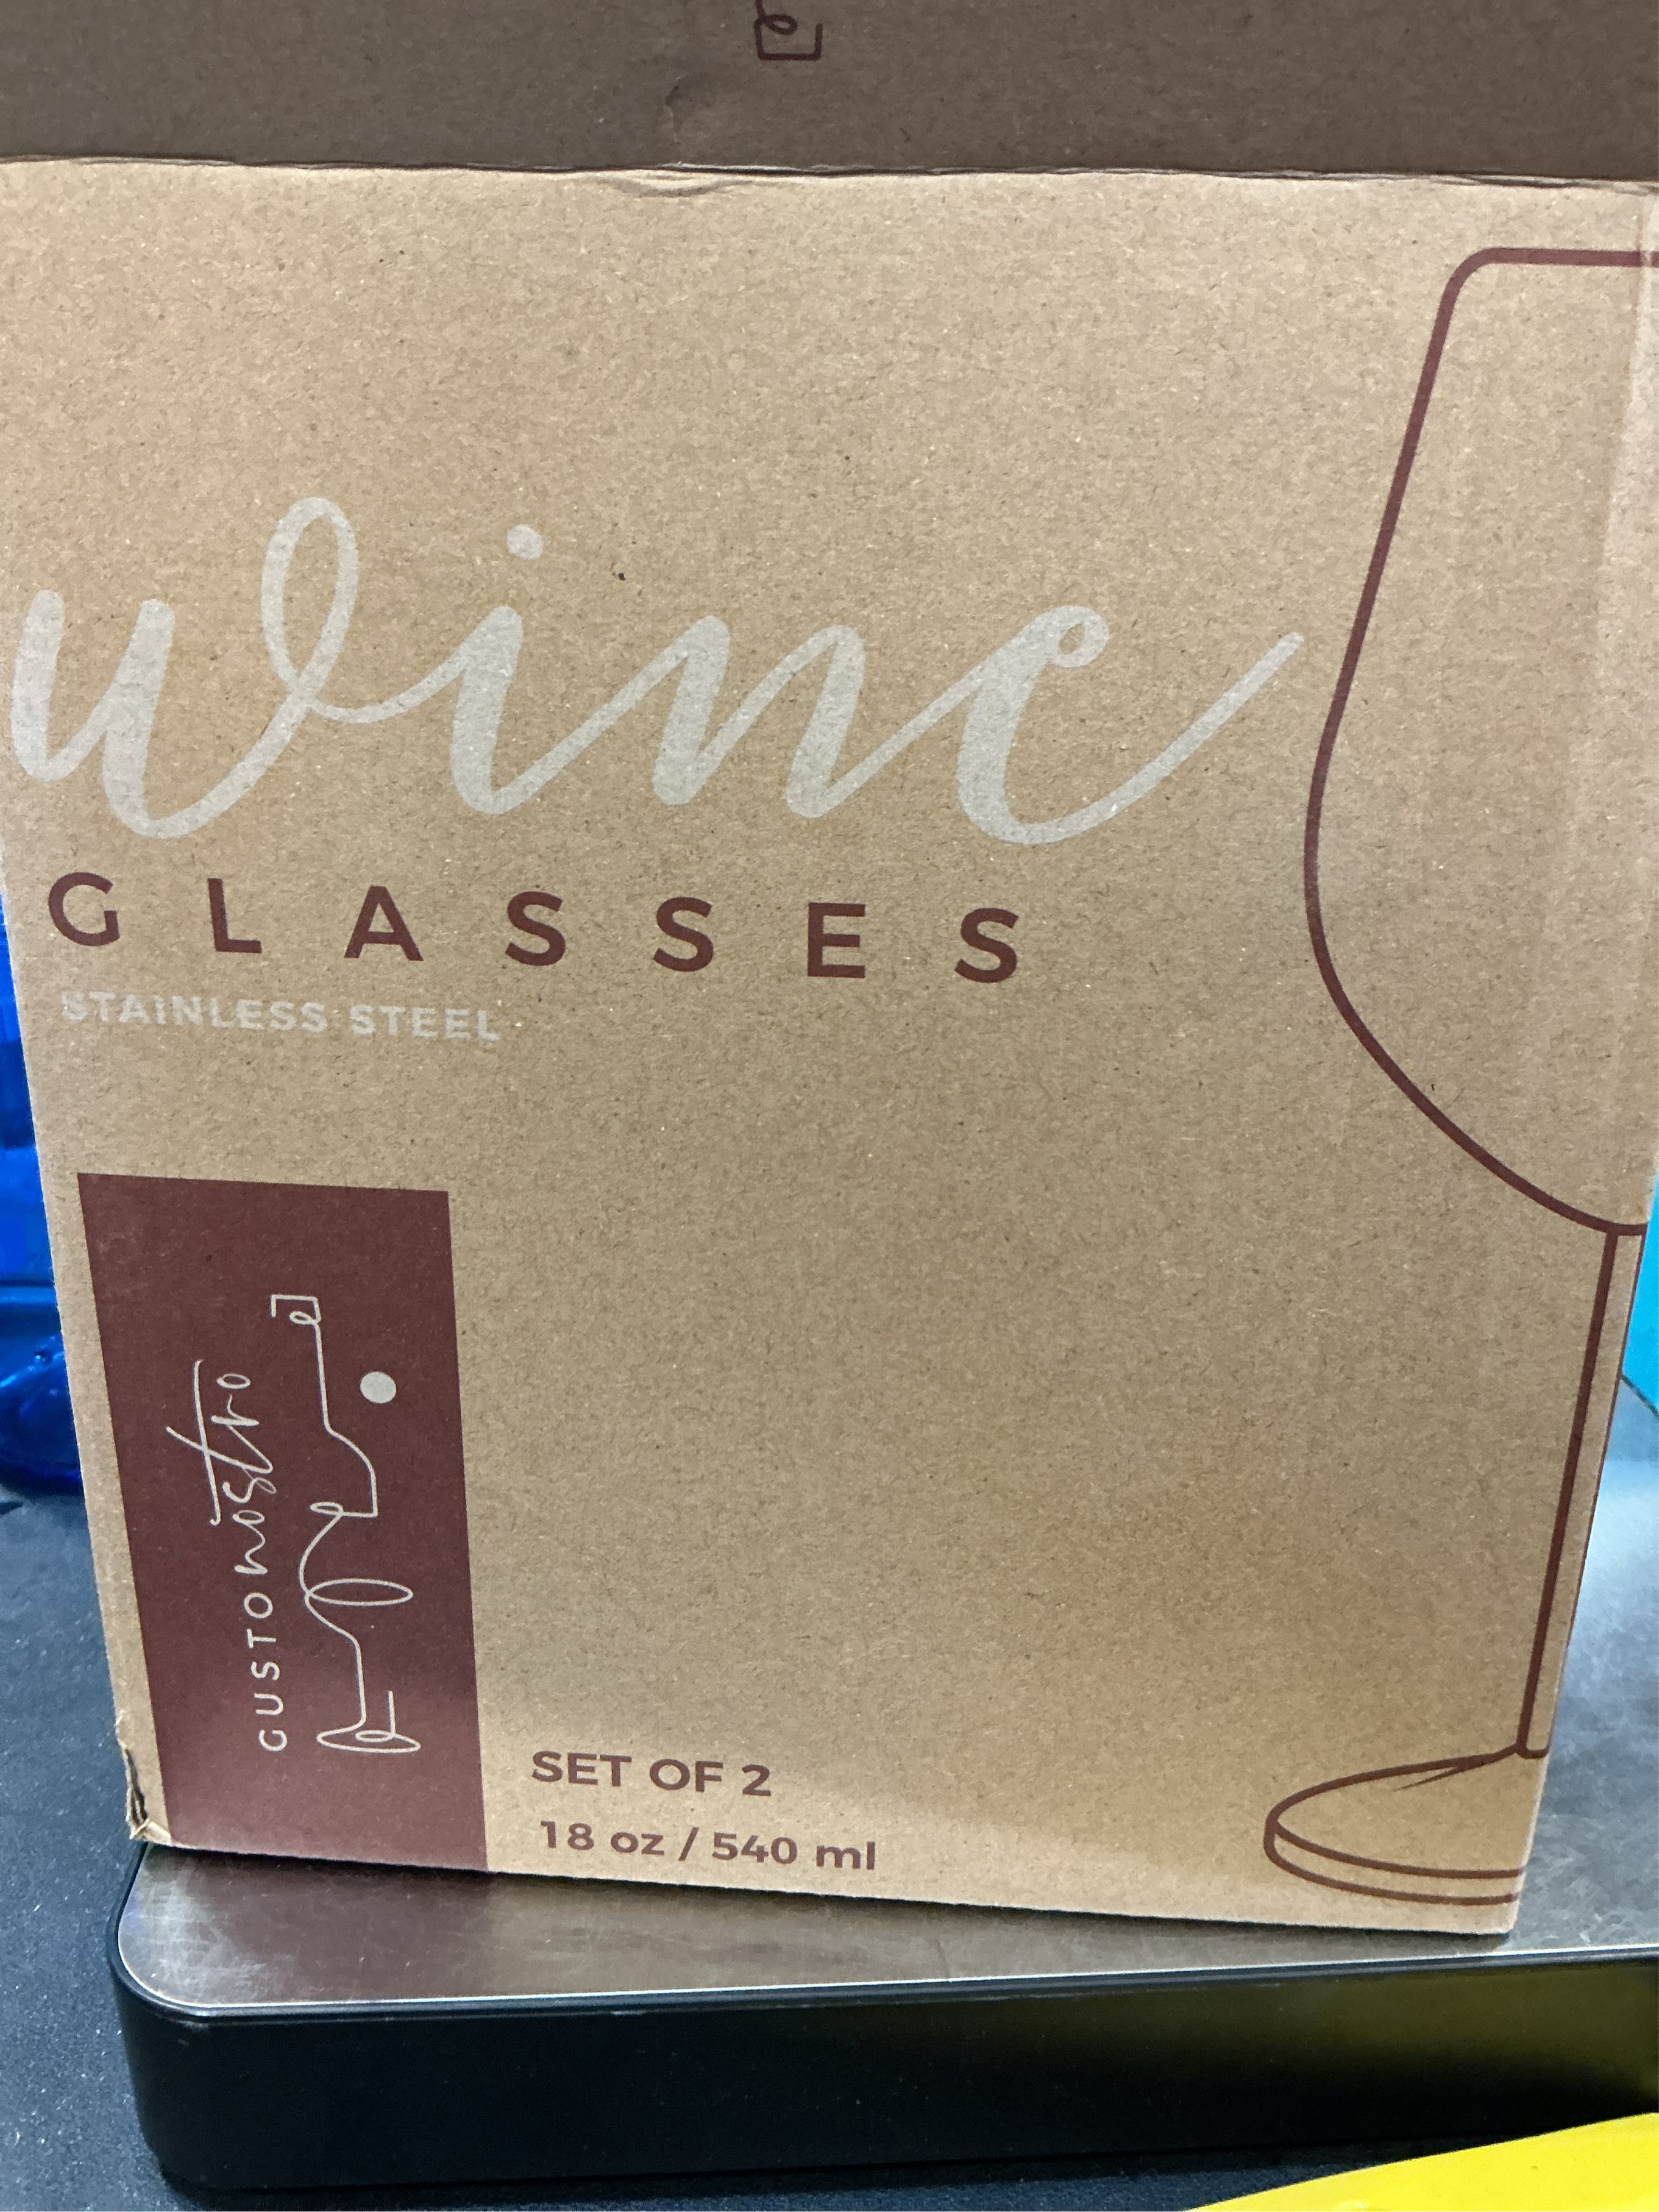 wine
GLASSES
STAINLESS STEEL
GUSTOnostro
SET OF 2
18 oz / 540 ml